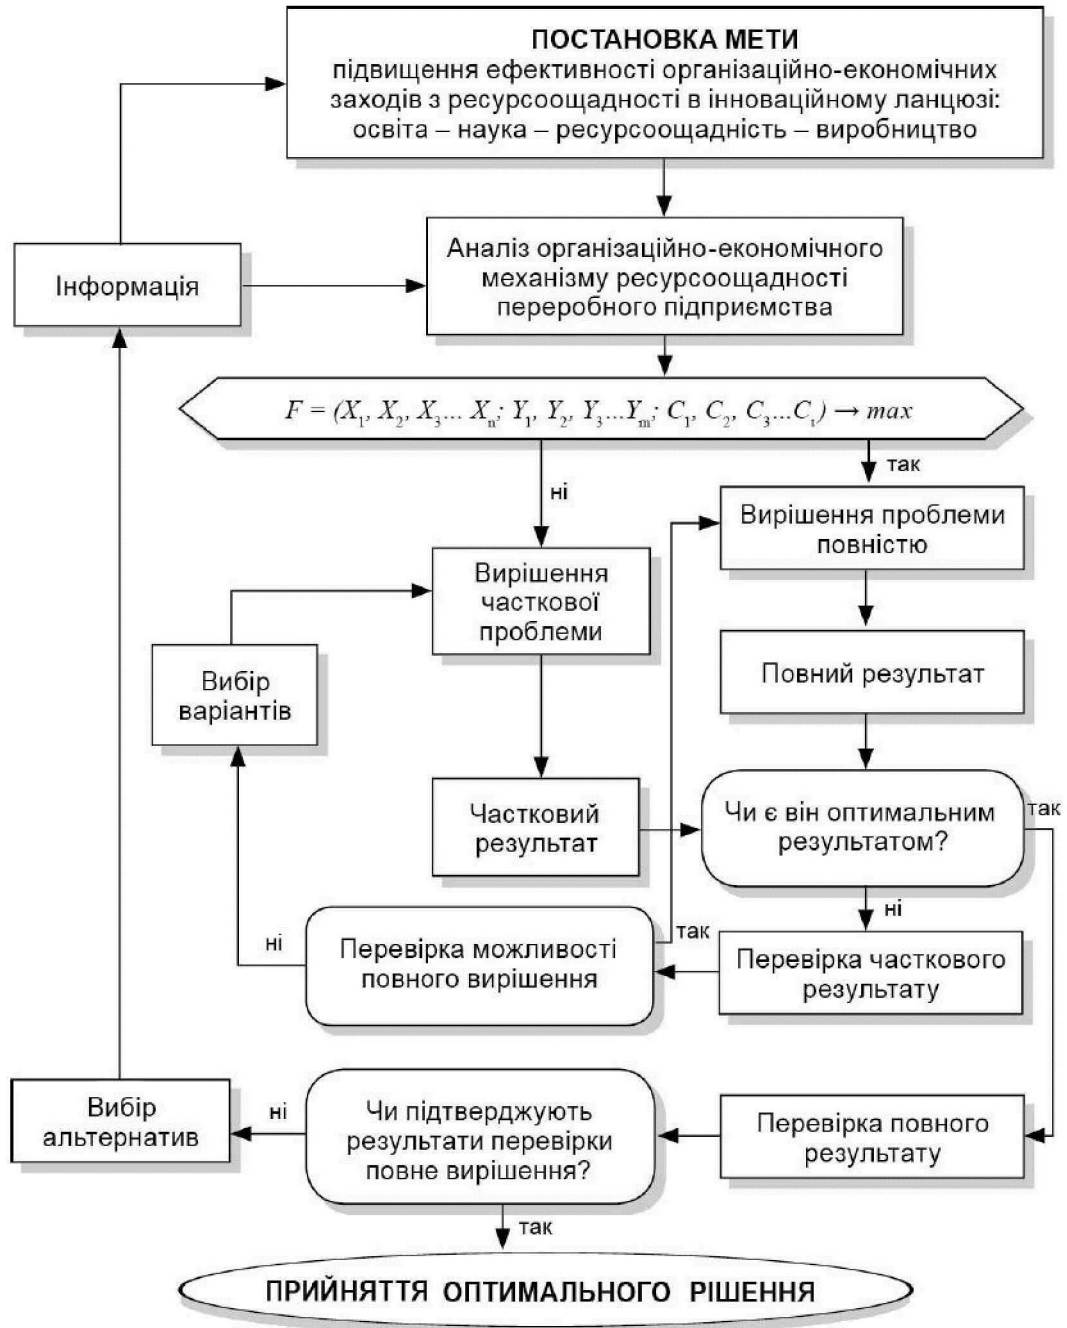 ПОСТАНОВКА МЕТИ
підвищення ефективності організаційно-економічних
заходів з ресурсоощадності в інноваційному ланцюзі:
освіта – наука – ресурсоощадність – виробництво
Інформація
Аналіз організаційно-економічного
механізму ресурсоощадності
переробного підприємства
F = (X₁, X₂, X₃... Xₙ; Y₁, Y₂, Y₃...Yₘ; C₁, C₂, C₃...Cₜ) → max
ні
так
Вирішення проблеми
повністю
Вирішення
часткової
проблеми
Вибір
варіантів
Повний результат
Частковий
результат
Чи є він оптимальним
результатом?
так
ні
ні
Перевірка можливості
повного вирішення
так
Перевірка часткового
результату
Вибір
альтернатив
ні
Чи підтверджують
результати перевірки
повне вирішення?
Перевірка повного
результату
так
ПРИЙНЯТТЯ ОПТИМАЛЬНОГО РІШЕННЯ